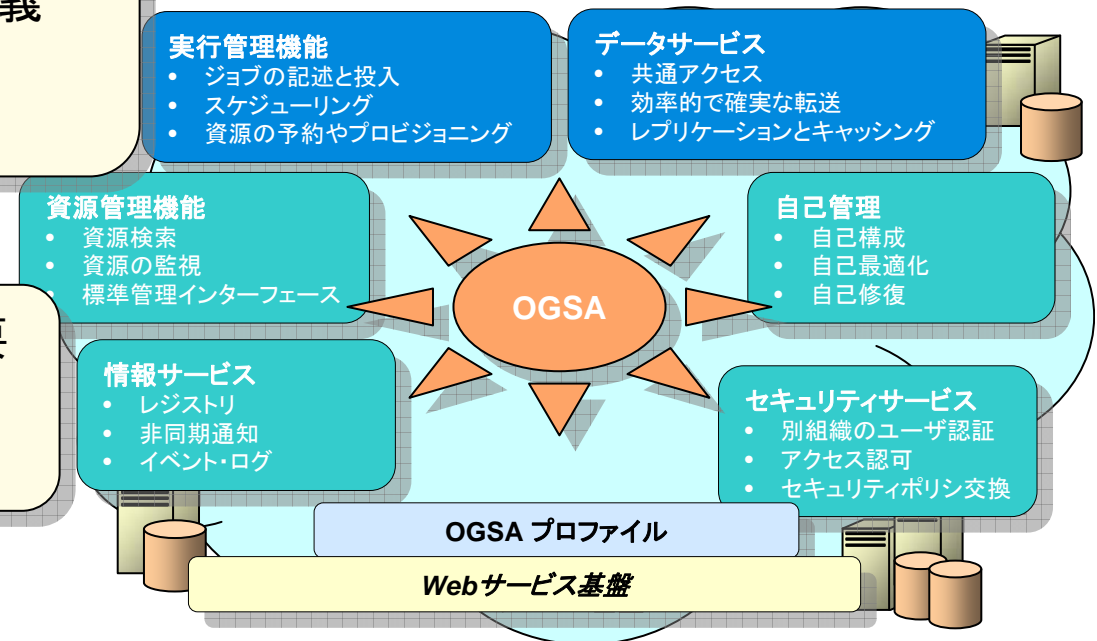 義
実行管理機能
• ジョブの記述と投入
• スケジューリング
• 資源の予約やプロビジョニング
データサービス
• 共通アクセス
• 効率的で確実な転送
• レプリケーションとキャッシング
資源管理機能
• 資源検索
• 資源の監視
• 標準管理インターフェース
自己管理
• 自己構成
• 自己最適化
• 自己修復
OGSA
情報サービス
• レジストリ
• 非同期通知
• イベント・ログ
セキュリティサービス
• 別組織のユーザ認証
• アクセス認可
• セキュリティポリシ交換
OGSA プロファイル
Webサービス基盤